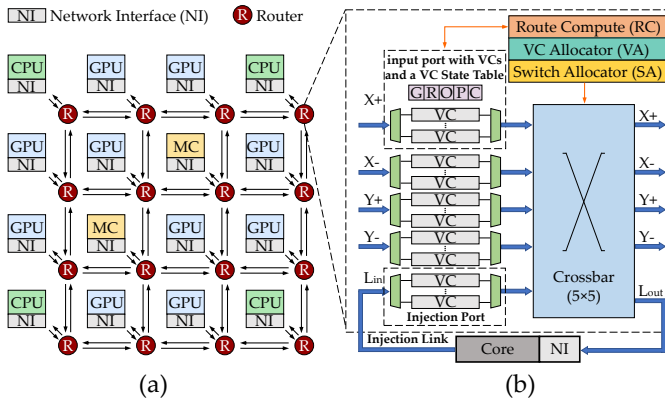 NI Network Interface (NI) R Router
CPU GPU GPU CPU
NI NI NI NI
R R R R
GPU GPU MC GPU
NI NI NI NI
R R R R
GPU MC GPU GPU
NI NI NI NI
R R R R
CPU GPU GPU CPU
NI NI NI NI
R R R R
(a)
Route Compute (RC)
VC Allocator (VA)
Switch Allocator (SA)
input port with VCs
and a VC State Table
G R O P C
X+ VC X+
VC
X- VC X-
VC
Y+ VC Y+
VC
Y- VC Y-
VC
Lin VC Lout
VC
Crossbar
(5×5)
Injection Port
Injection Link
Core NI
(b)